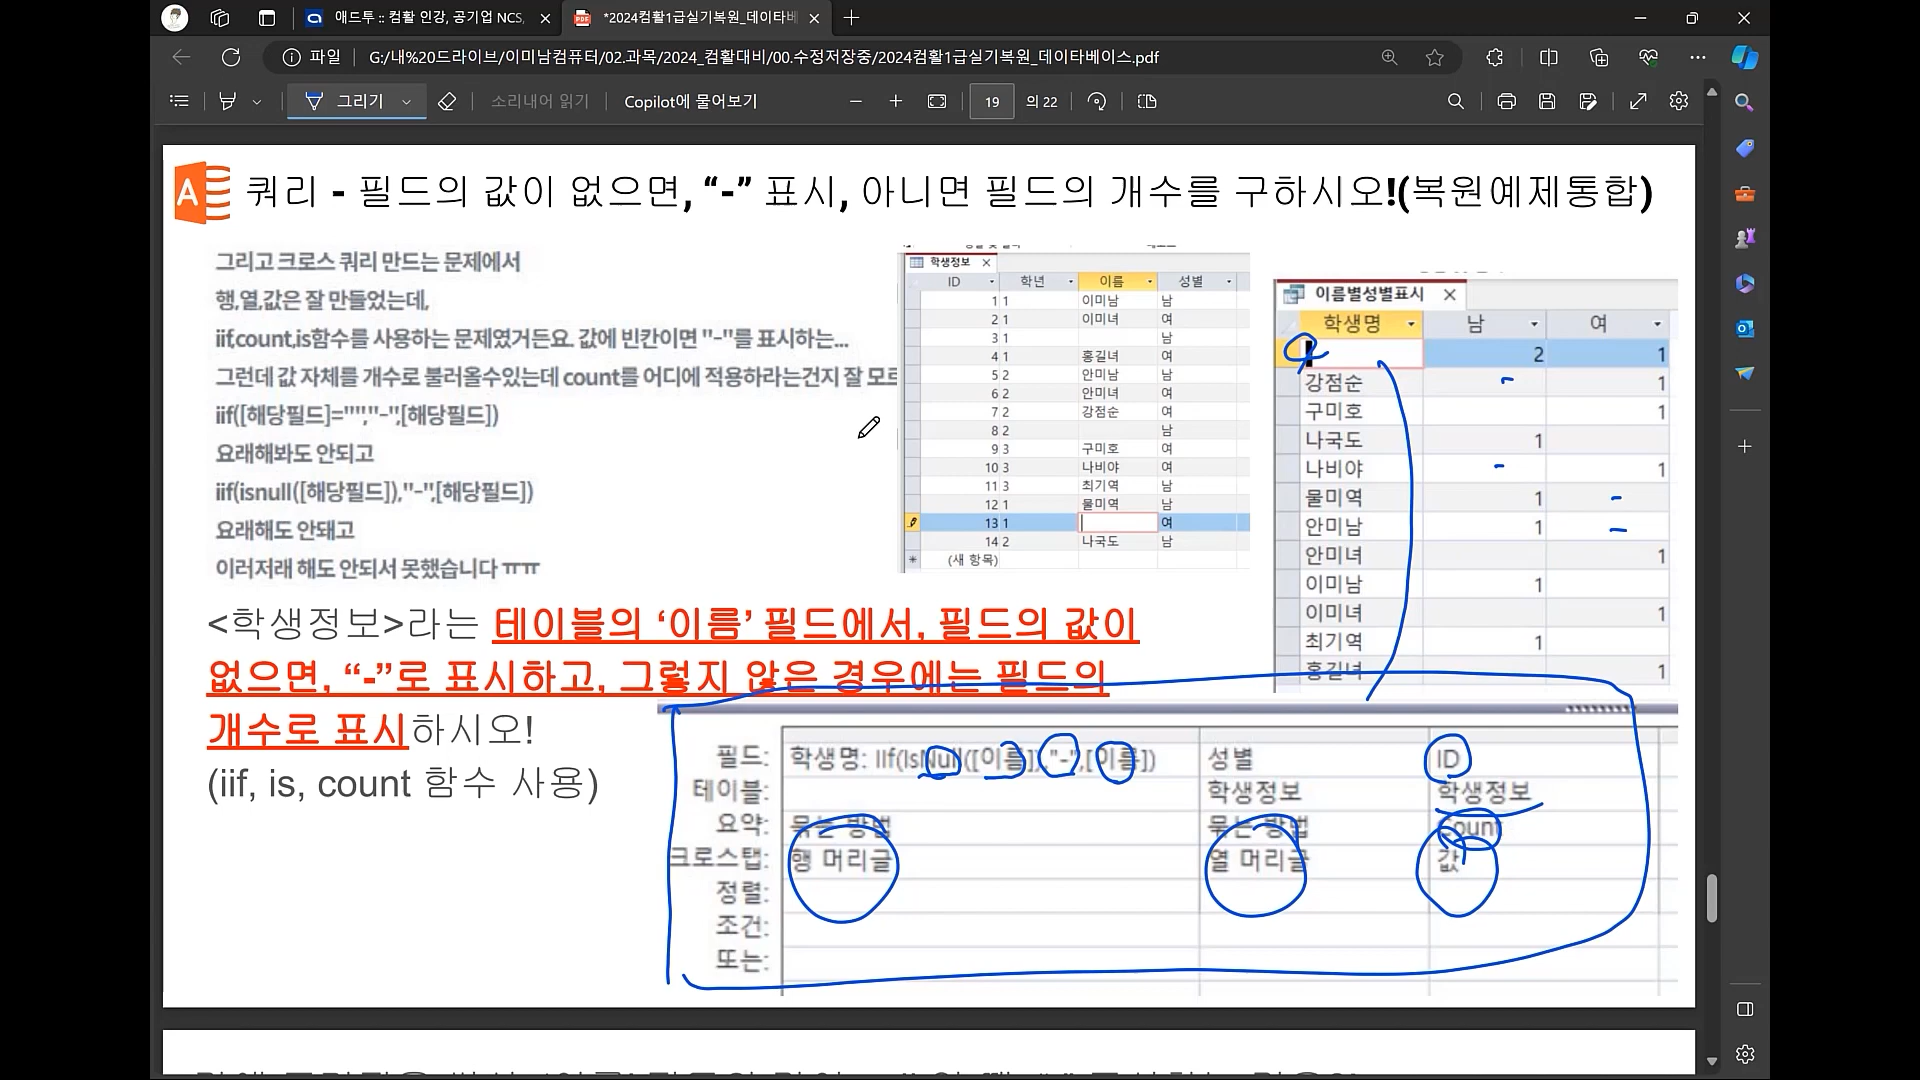 애드투 :: 컴활 인강, 공기업 NCS,
*2024컴활1급실기복원_데이타베
파일
G:/내%20드라이브/이미남컴퓨터/02.과목/2024_컴활대비/00.수정저장중/2024컴활1급실기복원_데이타베이스.pdf
그리기
소리내어 읽기
Copilot에 물어보기
19 의 22
A
쿼리 - 필드의 값이 없으면, “-” 표시, 아니면 필드의 개수를 구하시오!(복원예제통합)
그리고 크로스 쿼리 만드는 문제에서
행,열,값은 잘 만들었는데,
iif,count,is함수를 사용하는 문제였거든요. 값에 빈칸이면 "-"를 표시하는...
그런데 값 자체를 개수로 불러올수있는데 count를 어디에 적용하라는건지 잘 모르
iif([해당필드]="","-",[해당필드])
요래해봐도 안되고
iif(isnull([해당필드]),"-",[해당필드])
요래해도 안돼고
이러저래 해도 안되서 못했습니다 ㅠㅠ
학생정보
ID 학년 이름 성별
1 1 이미남 남
2 1 이미녀 여
3 1 남
4 1 홍길녀 여
5 2 안미남 남
6 2 안미녀 여
7 2 강점순 여
8 2 남
9 3 구미호 여
10 3 나비야 여
11 3 최기역 남
12 1 물미역 남
13 1 여
14 2 나국도 남
(새 항목)
이름별성별표시
학생명 남 여
2 1
강점순 - 1
구미호 1
나국도 1
나비야 - 1
물미역 1 -
안미남 1 -
안미녀 1
이미남 1
이미녀 1
최기역 1
홍길녀 1
<학생정보>라는 테이블의 ‘이름’ 필드에서, 필드의 값이
없으면, “-”로 표시하고, 그렇지 않은 경우에는 필드의
개수로 표시하시오!
(iif, is, count 함수 사용)
필드: 학생명: IIf(IsNull([이름]),"-",[이름]) 성별 ID
테이블: 학생정보 학생정보
요약: 묶는 방법 묶는 방법 Count
크로스탭: 행 머리글 열 머리글 값
정렬:
조건:
또는: